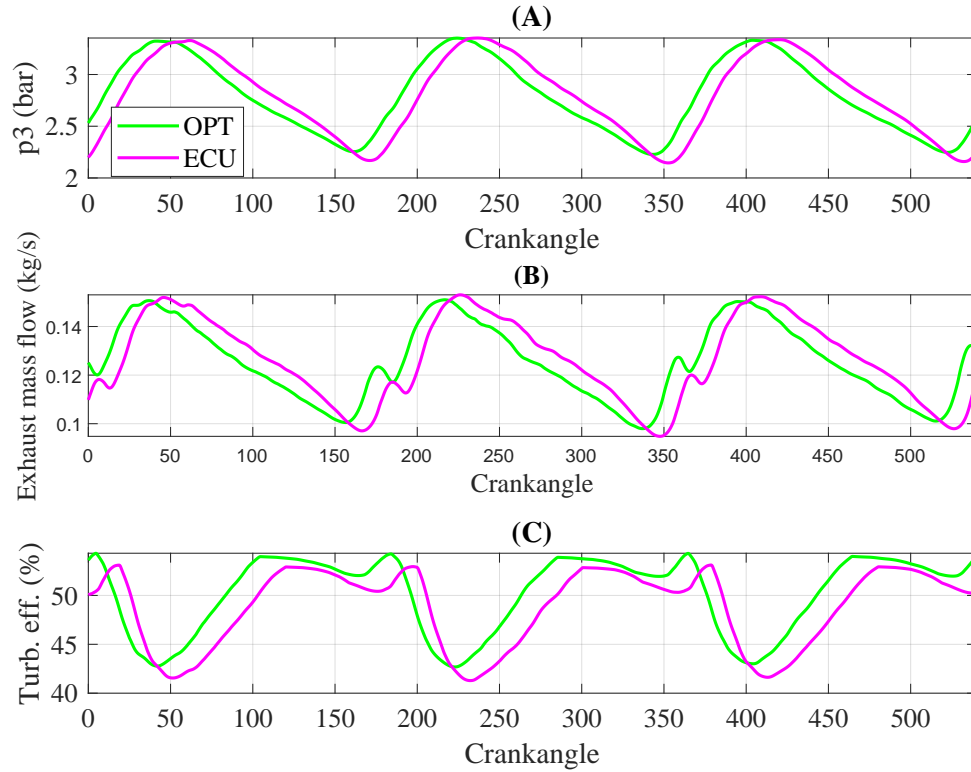 (A)
p3 (bar)
3
2.5
2
OPT
ECU
0 50 100 150 200 250 300 350 400 450 500
Crankangle
(B)
Exhaust mass flow (kg/s)
0.14
0.12
0.1
0 50 100 150 200 250 300 350 400 450 500
Crankangle
(C)
Turb. eff. (%)
50
45
40
0 50 100 150 200 250 300 350 400 450 500
Crankangle